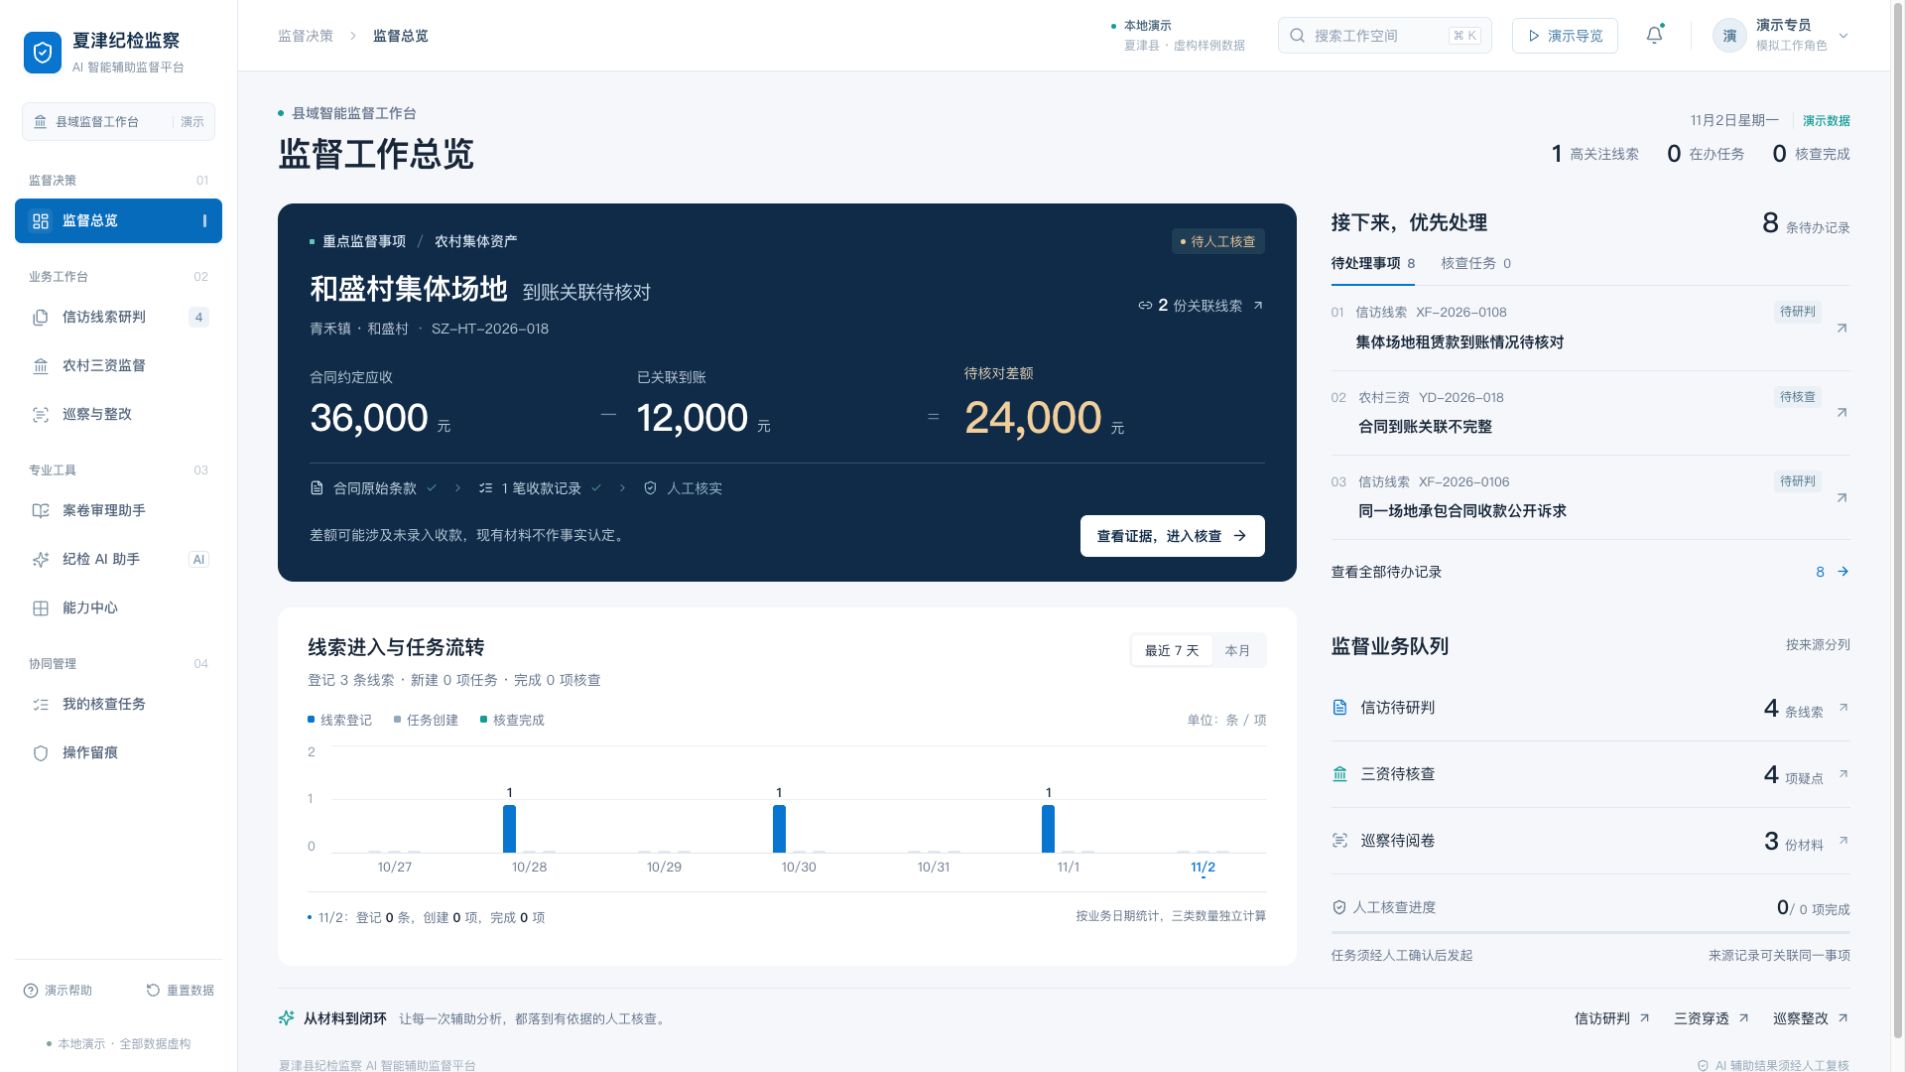 夏津纪检监察
AI 智能辅助监督平台
县域监督工作台 演示
监督决策 01
监督总览
业务工作台 02
信访线索研判 4
农村三资监督
巡察与整改
专业工具 03
案卷审理助手
纪检 AI 助手 AI
能力中心
协同管理 04
我的核查任务
操作留痕
演示帮助 重置数据
本地演示 · 全部数据虚构
监督决策 › 监督总览
本地演示
夏津县 · 虚构样例数据
搜索工作空间 ⌘ K
演示导览
演
演示专员
模拟工作角色
县域智能监督工作台
监督工作总览
11月2日星期一 演示数据
1 高关注线索 0 在办任务 0 核查完成
重点监督事项 / 农村集体资产
待人工核查
和盛村集体场地 到账关联待核对
2 份关联线索
青禾镇 · 和盛村 · SZ-HT-2026-018
合同约定应收 已关联到账 待核对差额
36,000 元 — 12,000 元 = 24,000 元
合同原始条款 1 笔收款记录 人工核实
差额可能涉及未录入收款，现有材料不作事实认定。
查看证据，进入核查
接下来，优先处理 8 条待办记录
待处理事项 8 核查任务 0
01 信访线索 XF-2026-0108 待研判
集体场地租赁款到账情况待核对
02 农村三资 YD-2026-018 待核查
合同到账关联不完整
03 信访线索 XF-2026-0106 待研判
同一场地承包合同收款公开诉求
查看全部待办记录 8
线索进入与任务流转
最近 7 天 本月
登记 3 条线索 · 新建 0 项任务 · 完成 0 项核查
线索登记 任务创建 核查完成
单位：条 / 项
2
1
0
1 1 1
10/27 10/28 10/29 10/30 10/31 11/1 11/2
11/2：登记 0 条，创建 0 项，完成 0 项
按业务日期统计，三类数量独立计算
监督业务队列 按来源分列
信访待研判 4 条线索
三资待核查 4 项疑点
巡察待阅卷 3 份材料
人工核查进度 0 / 0 项完成
任务须经人工确认后发起 来源记录可关联同一事项
从材料到闭环 让每一次辅助分析，都落到有依据的人工核查。
信访研判 三资穿透 巡察整改
夏津县纪检监察 AI 智能辅助监督平台
AI 辅助结果须经人工复核